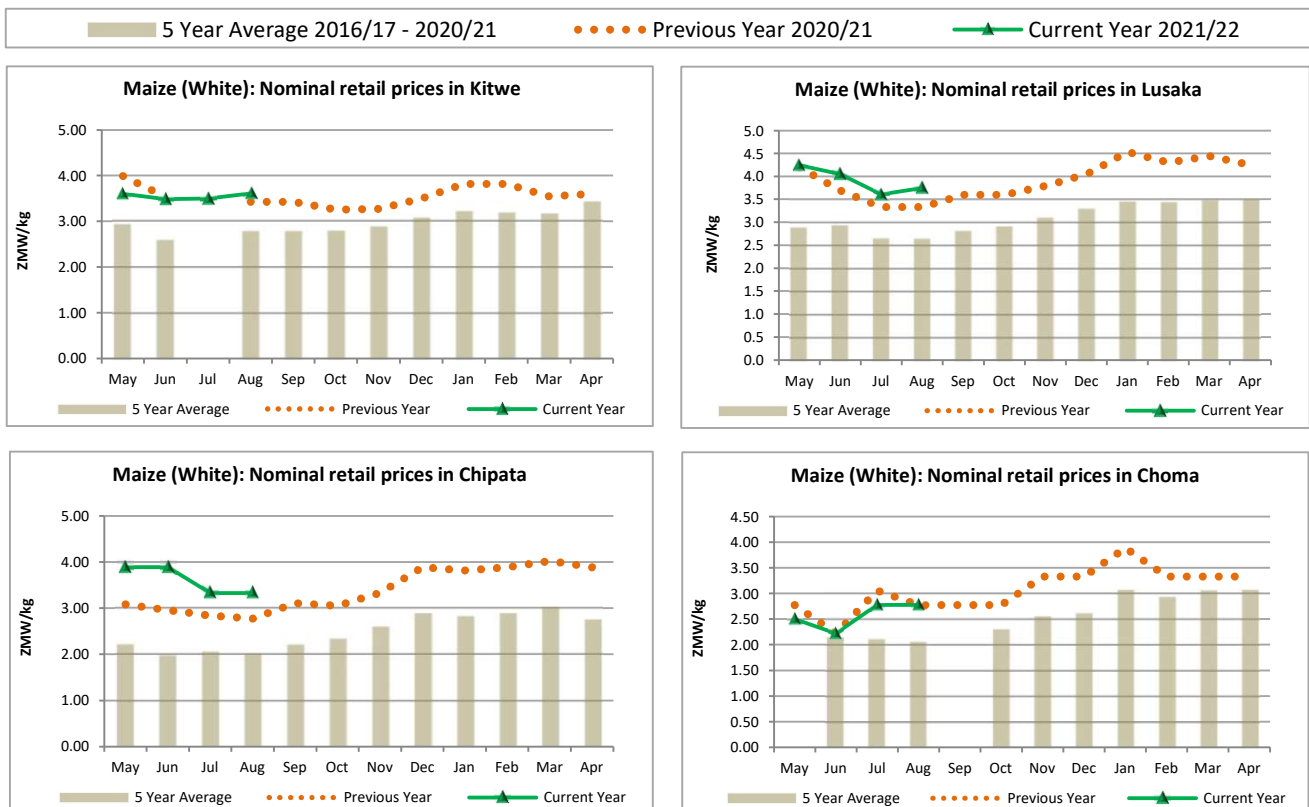 5 Year Average 2016/17 - 2020/21 Previous Year 2020/21 Current Year 2021/22
Maize (White): Nominal retail prices in Kitwe
ZMW/kg
5.00
4.00
3.00
2.00
1.00
0.00
May Jun Jul Aug Sep Oct Nov Dec Jan Feb Mar Apr
5 Year Average Previous Year Current Year
Maize (White): Nominal retail prices in Lusaka
ZMW/kg
5.0
4.5
4.0
3.5
3.0
2.5
2.0
1.5
1.0
0.5
0.0
May Jun Jul Aug Sep Oct Nov Dec Jan Feb Mar Apr
5 Year Average Previous Year Current Year
Maize (White): Nominal retail prices in Chipata
ZMW/kg
5.00
4.00
3.00
2.00
1.00
0.00
May Jun Jul Aug Sep Oct Nov Dec Jan Feb Mar Apr
5 Year Average Previous Year Current Year
Maize (White): Nominal retail prices in Choma
ZMW/kg
4.50
4.00
3.50
3.00
2.50
2.00
1.50
1.00
0.50
0.00
May Jun Jul Aug Sep Oct Nov Dec Jan Feb Mar Apr
5 Year Average Previous Year Current Year